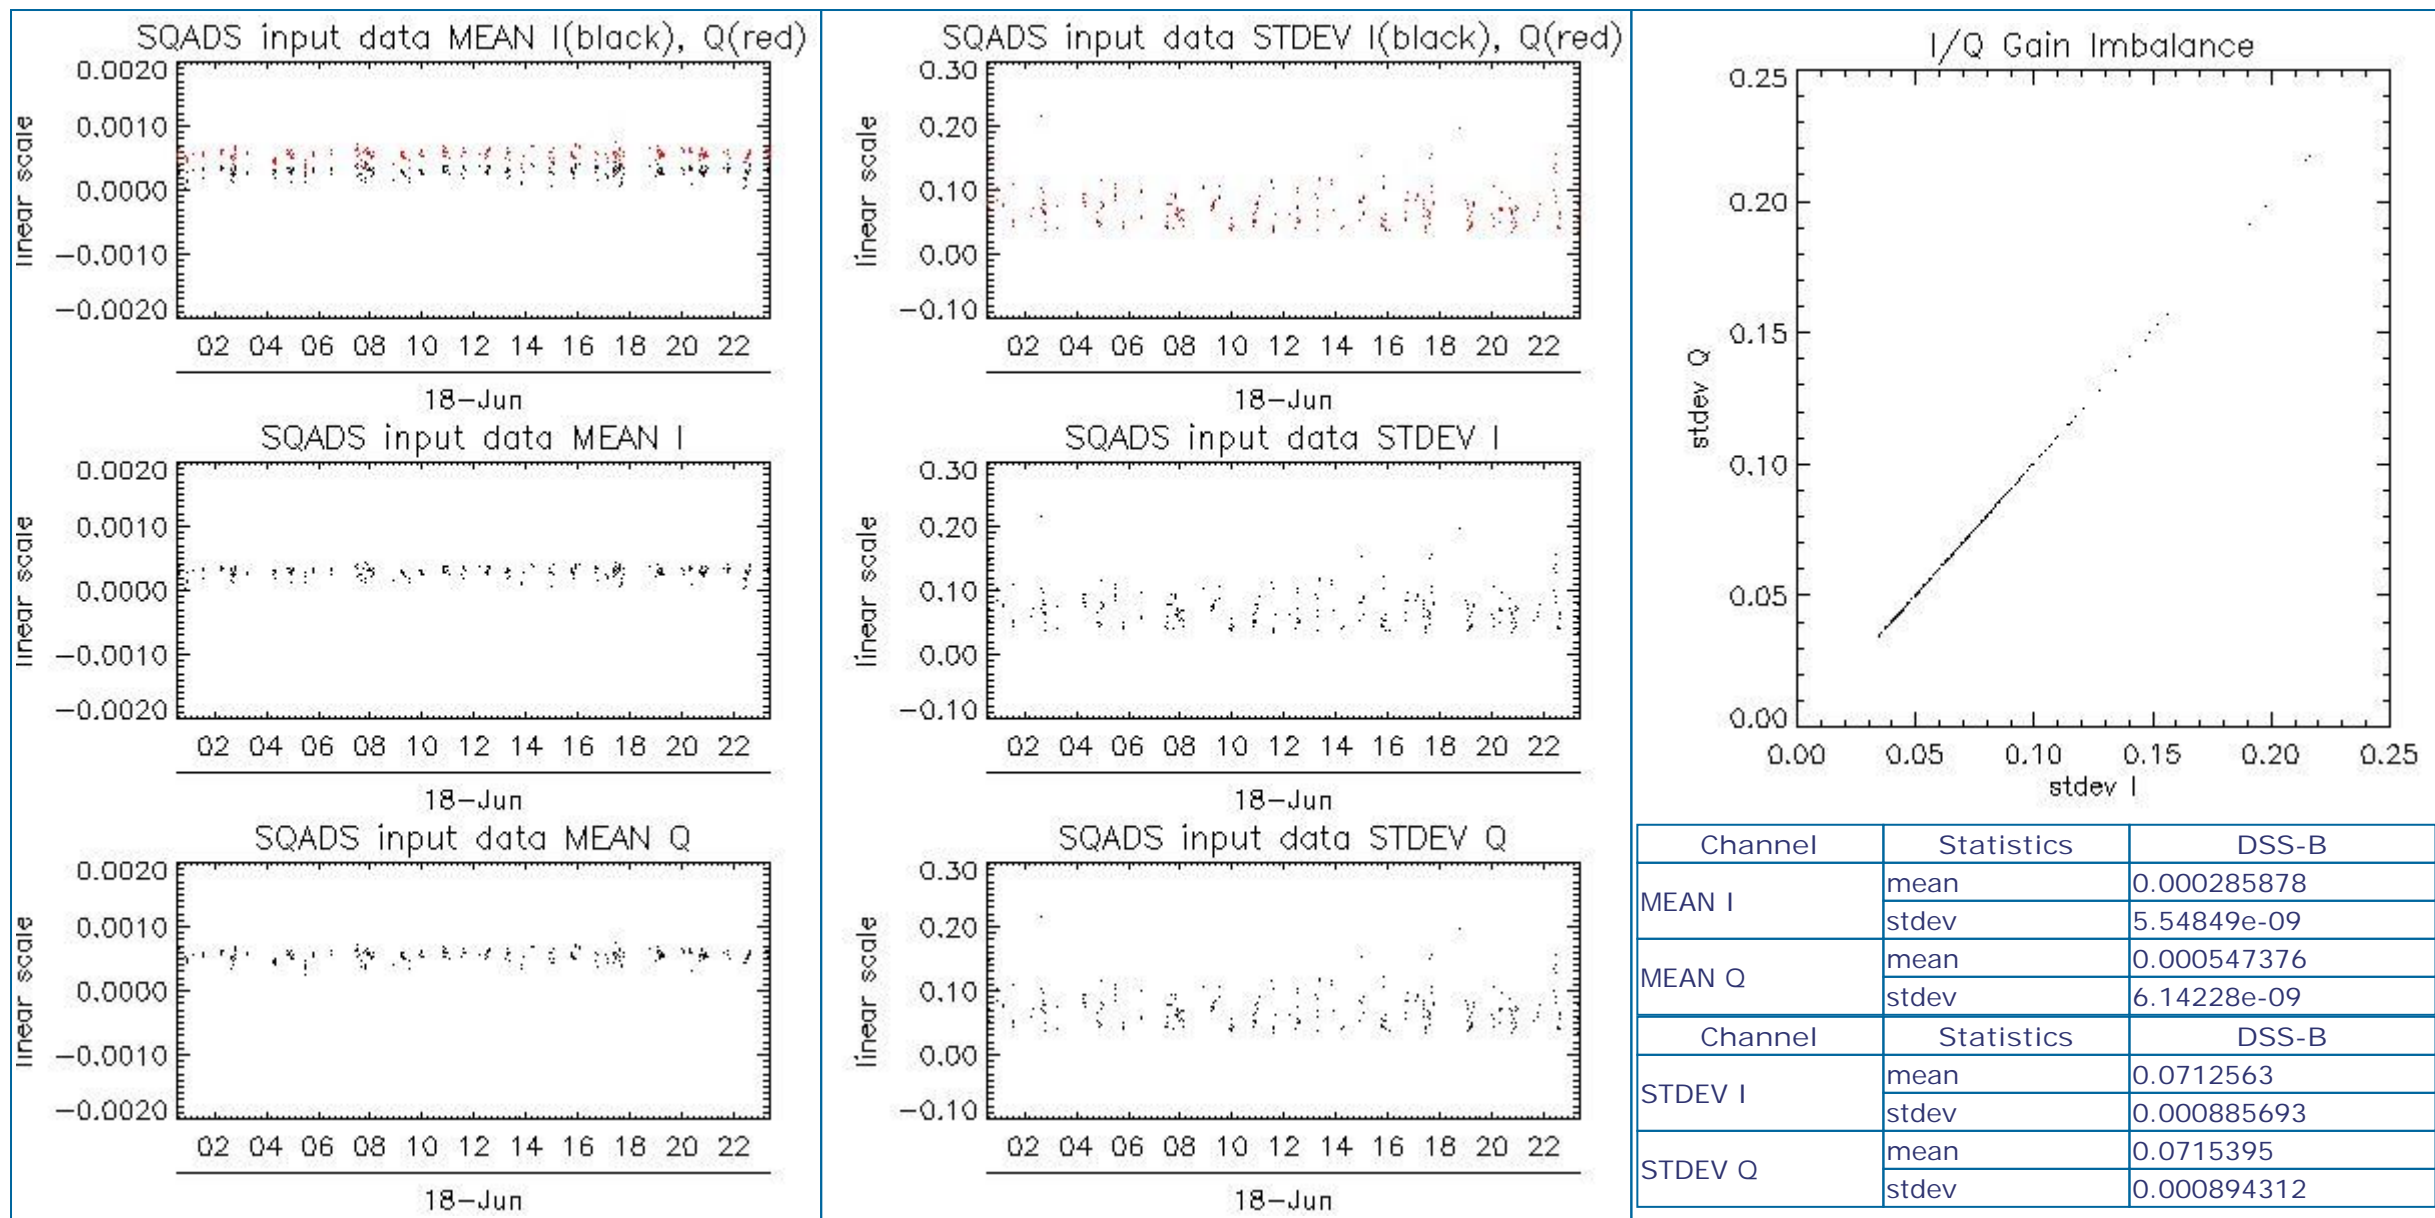 SQADS input data MEAN I(black), Q(red)
0.0020
0.0010
0.0000
-0.0010
-0.0020
linear scale
02 04 06 08 10 12 14 16 18 20 22
18-Jun
SQADS input data MEAN I
0.0020
0.0010
0.0000
-0.0010
-0.0020
linear scale
02 04 06 08 10 12 14 16 18 20 22
18-Jun
SQADS input data MEAN Q
0.0020
0.0010
0.0000
-0.0010
-0.0020
linear scale
02 04 06 08 10 12 14 16 18 20 22
18-Jun
SQADS input data STDEV I(black), Q(red)
0.30
0.20
0.10
0.00
-0.10
linear scale
02 04 06 08 10 12 14 16 18 20 22
18-Jun
SQADS input data STDEV I
0.30
0.20
0.10
0.00
-0.10
linear scale
02 04 06 08 10 12 14 16 18 20 22
18-Jun
SQADS input data STDEV Q
0.30
0.20
0.10
0.00
-0.10
linear scale
02 04 06 08 10 12 14 16 18 20 22
18-Jun
I/Q Gain Imbalance
0.25
0.20
0.15
0.10
0.05
0.00
stdev Q
0.00 0.05 0.10 0.15 0.20 0.25
stdev I
Channel Statistics DSS-B
MEAN I mean 0.000285878
stdev 5.54849e-09
MEAN Q mean 0.000547376
stdev 6.14228e-09
Channel Statistics DSS-B
STDEV I mean 0.0712563
stdev 0.000885693
STDEV Q mean 0.0715395
stdev 0.000894312